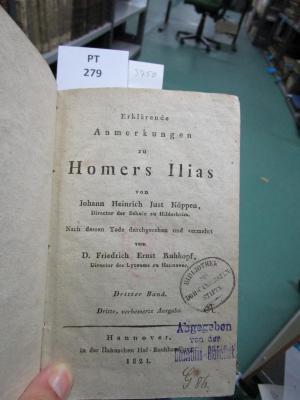 PT
279
Erklärende
Anmerkungen
zu
Homers Ilias
von
Johann Heinrich Just Köppen,
Director der Schule zu Hildesheim.
Nach dessen Tode durchgesehen und vermehrt
von
D. Friedrich Ernst Ruhkopf,
Director des Lyceums zu Hannover.
Dritter Band.
Dritte, verbesserte Ausgabe.
BIBLIOTHEK
Abgegeben
von der
Hannover,
in der Hahnschen Hof-Buchhandlung
1821.
G 86.